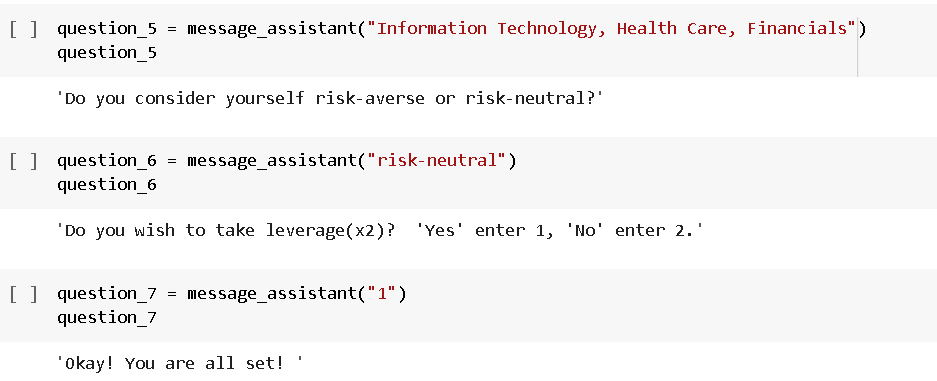 [ ] question_5 = message_assistant("Information Technology, Health Care, Financials")
question_5
'Do you consider yourself risk-averse or risk-neutral?'
[ ] question_6 = message_assistant("risk-neutral")
question_6
'Do you wish to take leverage(x2)?  'Yes' enter 1, 'No' enter 2.'
[ ] question_7 = message_assistant("1")
question_7
'Okay! You are all set! '